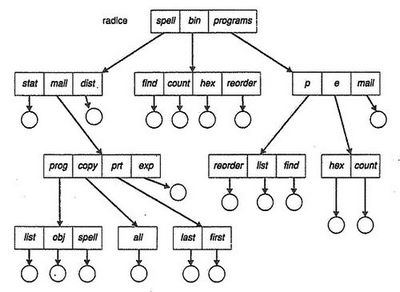 radice spell bin programs
stat mail dist find count hex reorder p e mail
prog copy prt exp reorder list find hex count
list obj spell all last first